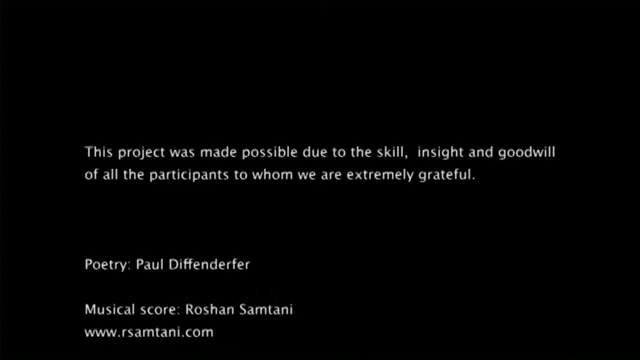 This project was made possible due to the skill,  insight and goodwill
of all the participants to whom we are extremely grateful.
Poetry: Paul Diffenderfer
Musical score: Roshan Samtani
www.rsamtani.com